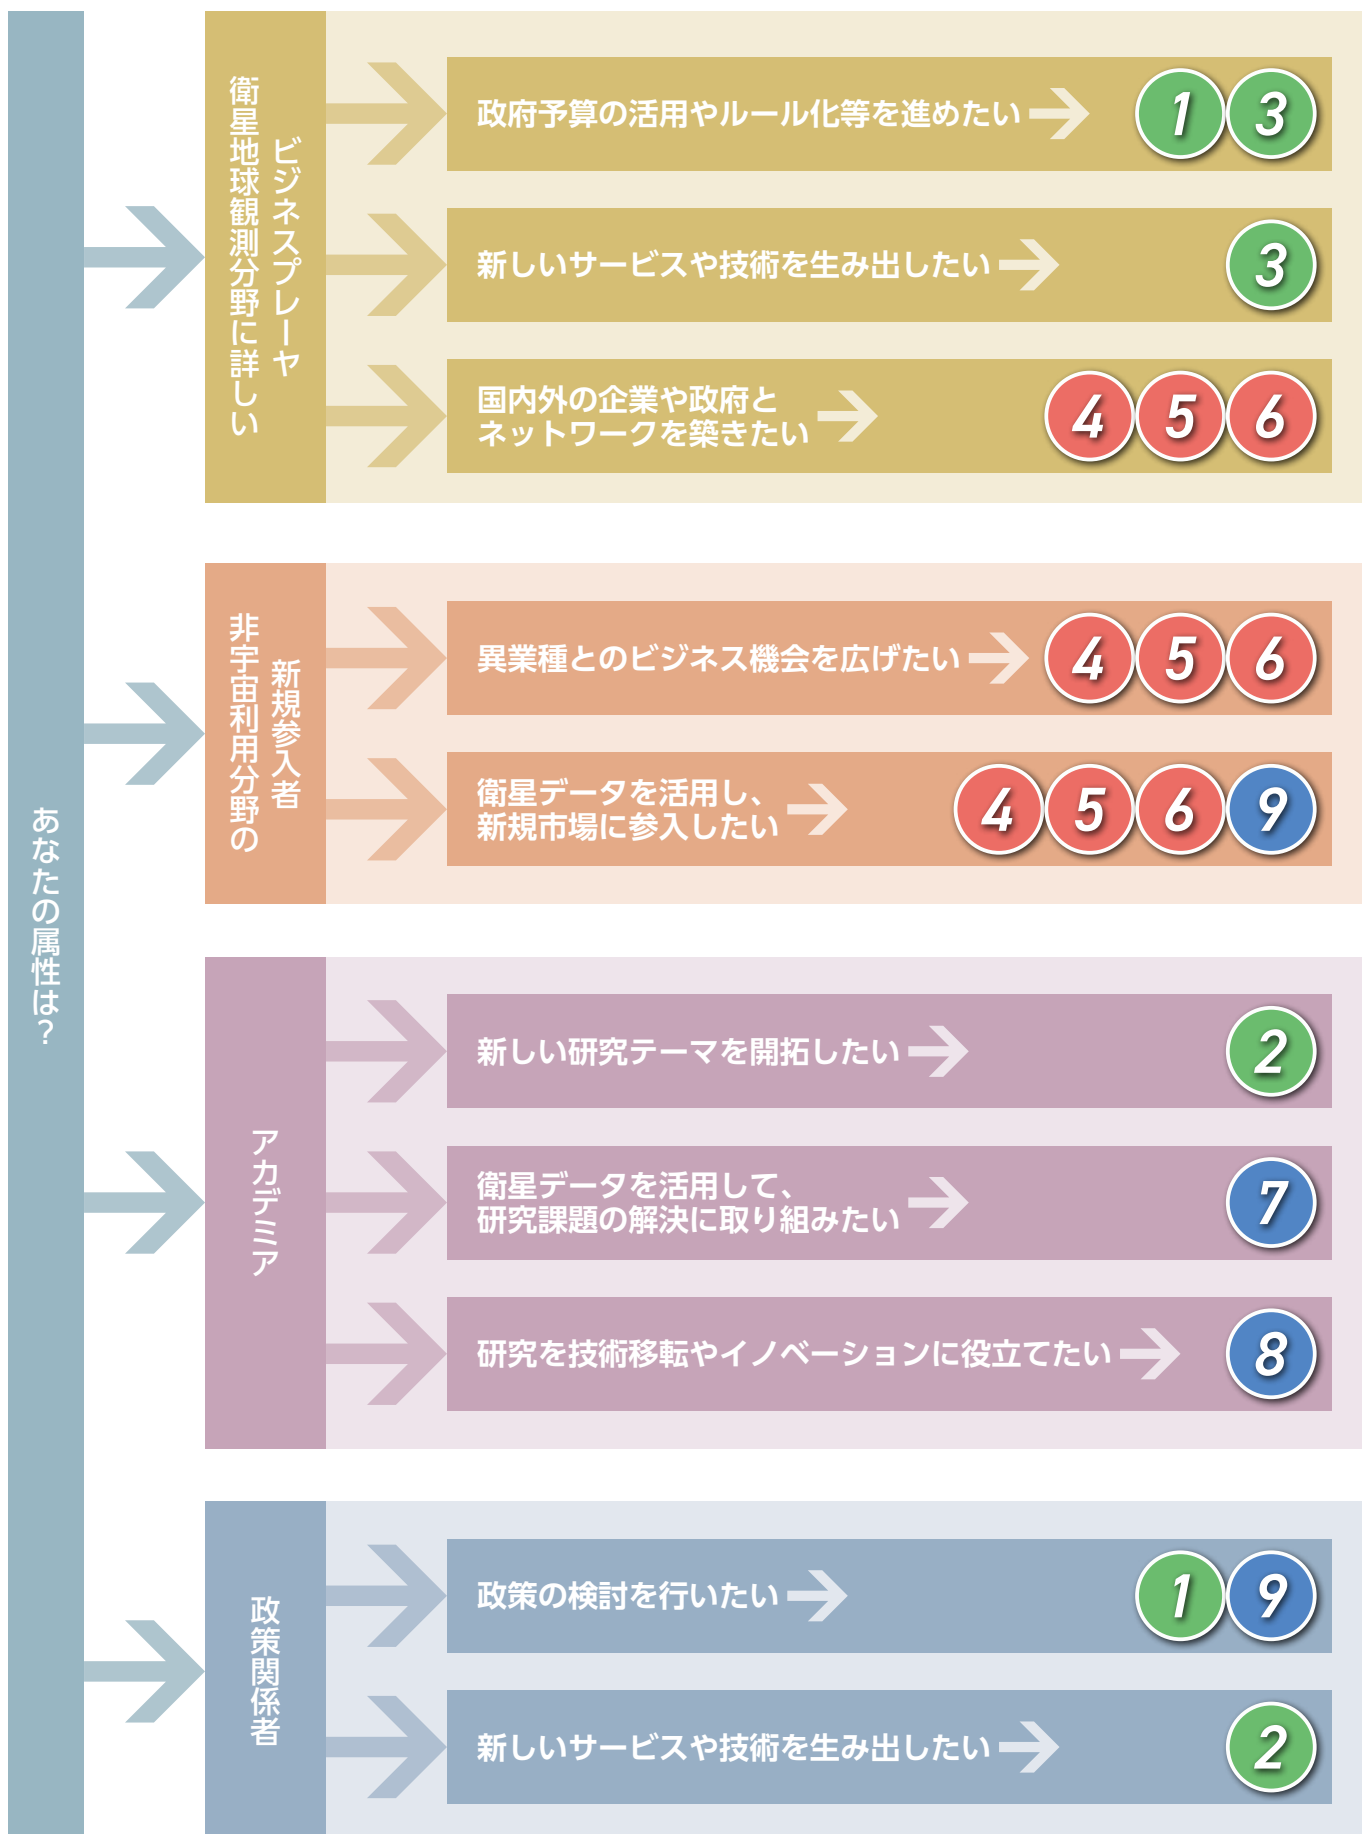 あなたの属性は？
衛星地球観測分野に詳しい
ビジネスプレーヤ
政府予算の活用やルール化等を進めたい
1 3
新しいサービスや技術を生み出したい
3
国内外の企業や政府と
ネットワークを築きたい
4 5 6
非宇宙利用分野の
新規参入者
異業種とのビジネス機会を広げたい
4 5 6
衛星データを活用し、
新規市場に参入したい
4 5 6 9
アカデミア
新しい研究テーマを開拓したい
2
衛星データを活用して、
研究課題の解決に取り組みたい
7
研究を技術移転やイノベーションに役立てたい
8
政策関係者
政策の検討を行いたい
1 9
新しいサービスや技術を生み出したい
2